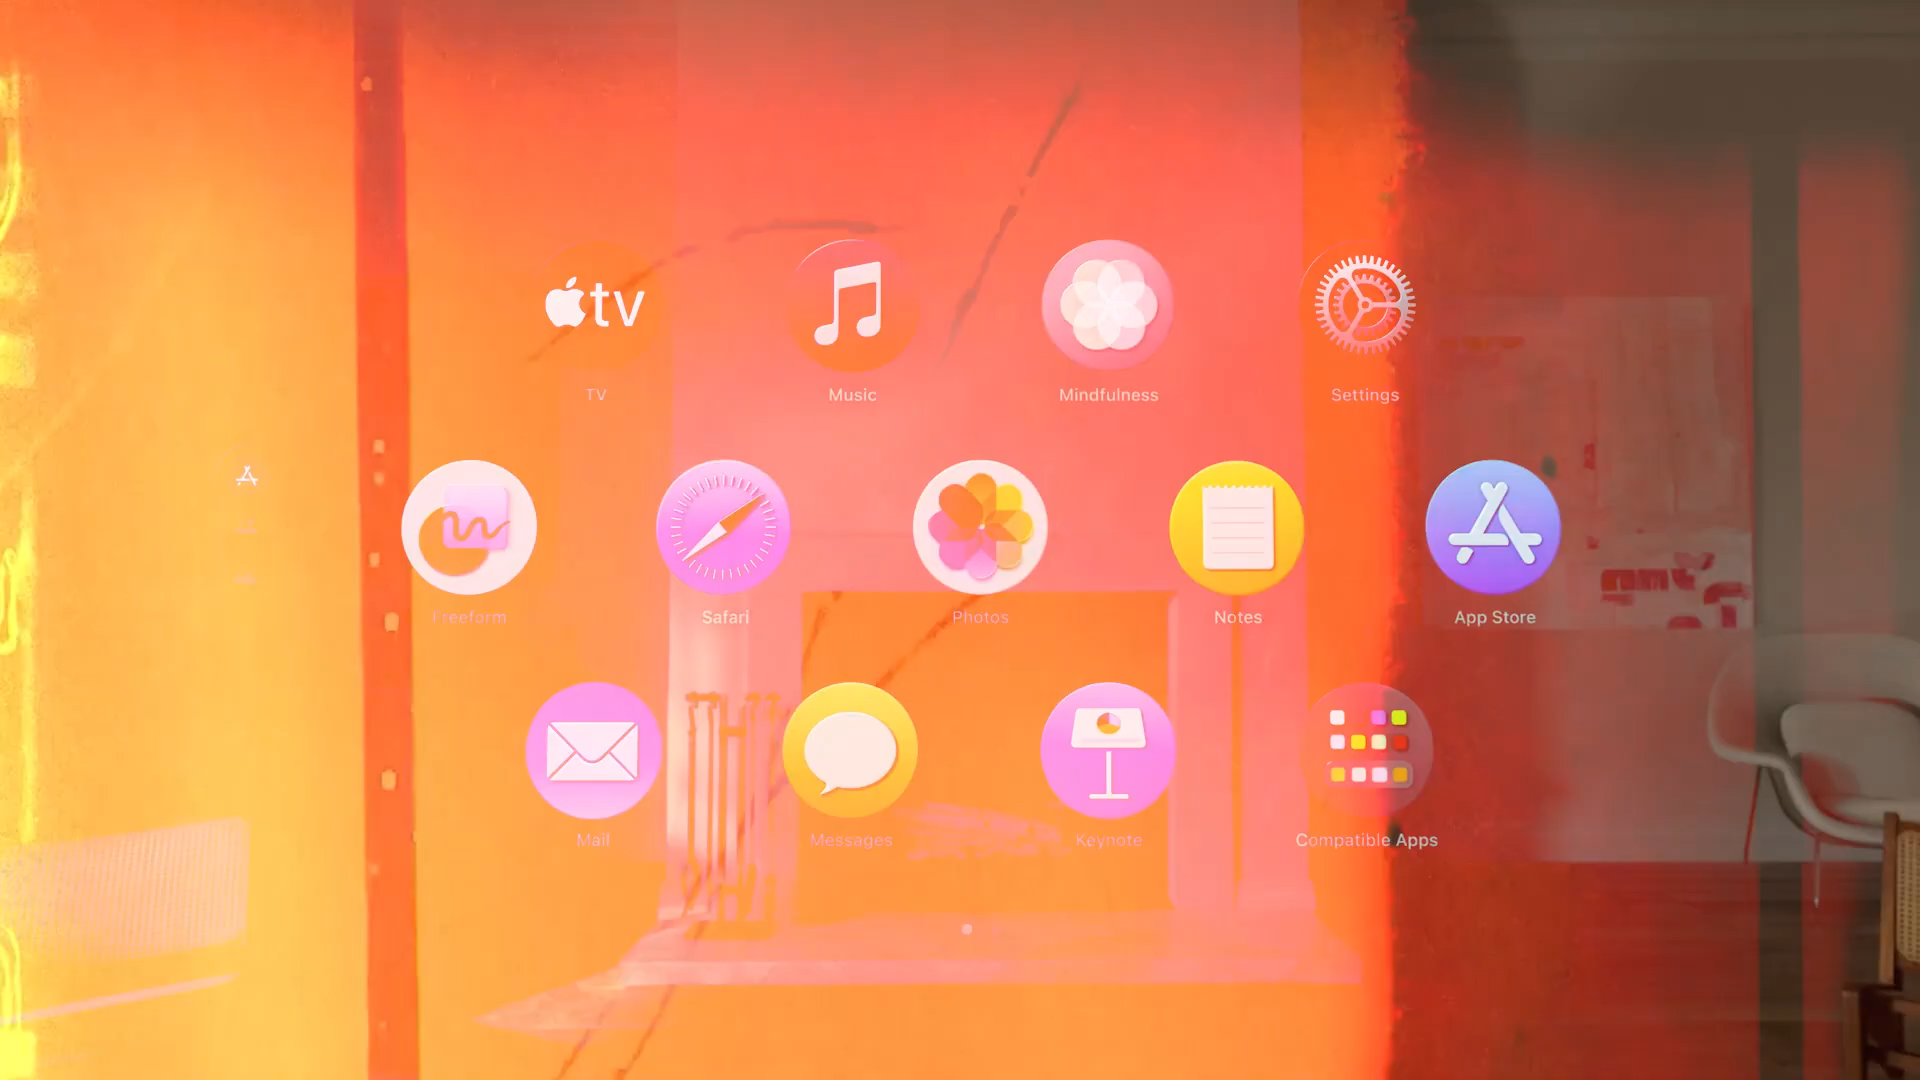 tv
TV
Music
Mindfulness
Settings
Freeform
Safari
Photos
Notes
App Store
Mail
Messages
Keynote
Compatible Apps